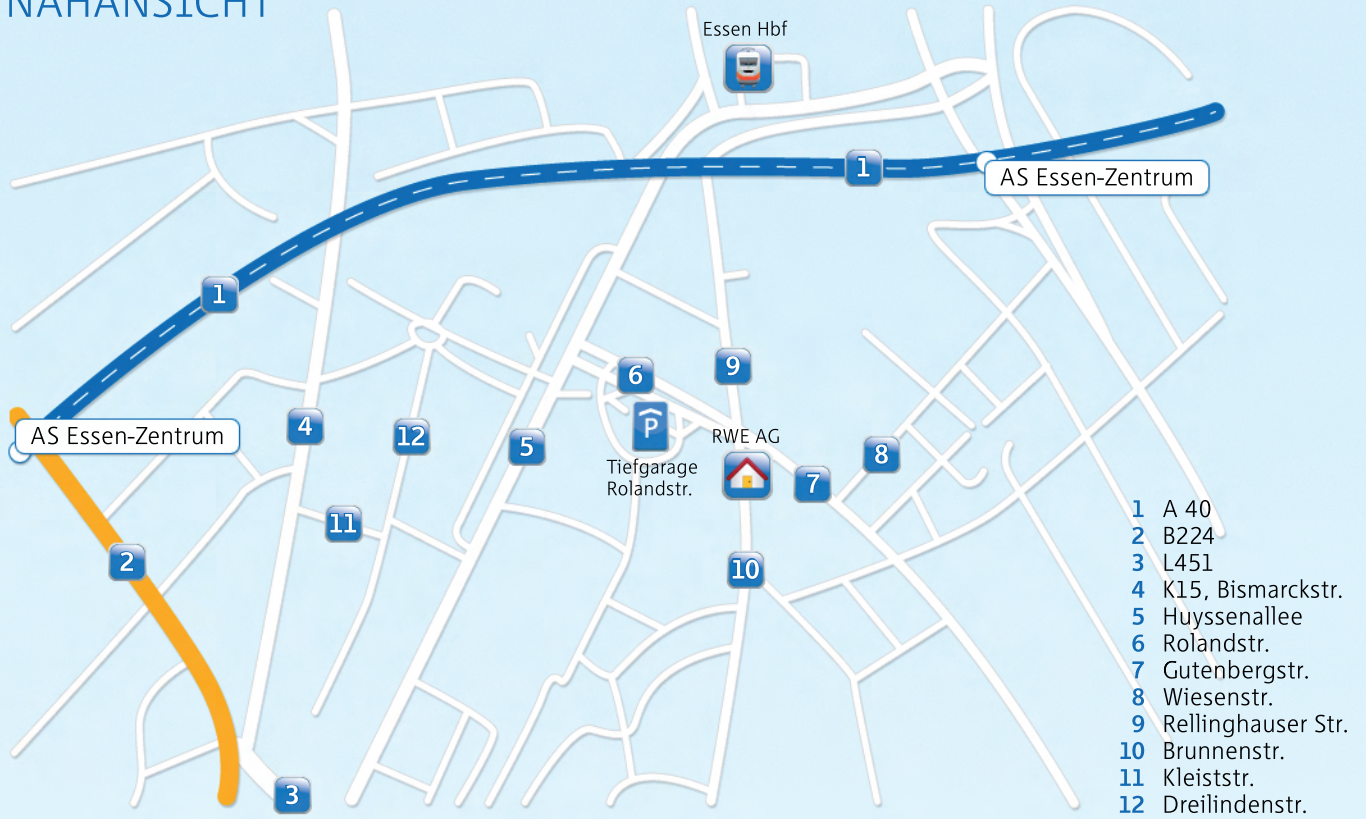 NAHANSICHT
Essen Hbf
1
AS Essen-Zentrum
1
9
6
4
12
AS Essen-Zentrum
5
P
RWE AG
8
Tiefgarage
Rolandstr.
7
11
2
10
3
1 A 40
2 B224
3 L451
4 K15, Bismarckstr.
5 Huyssenallee
6 Rolandstr.
7 Gutenbergstr.
8 Wiesenstr.
9 Rellinghauser Str.
10 Brunnenstr.
11 Kleiststr.
12 Dreilindenstr.